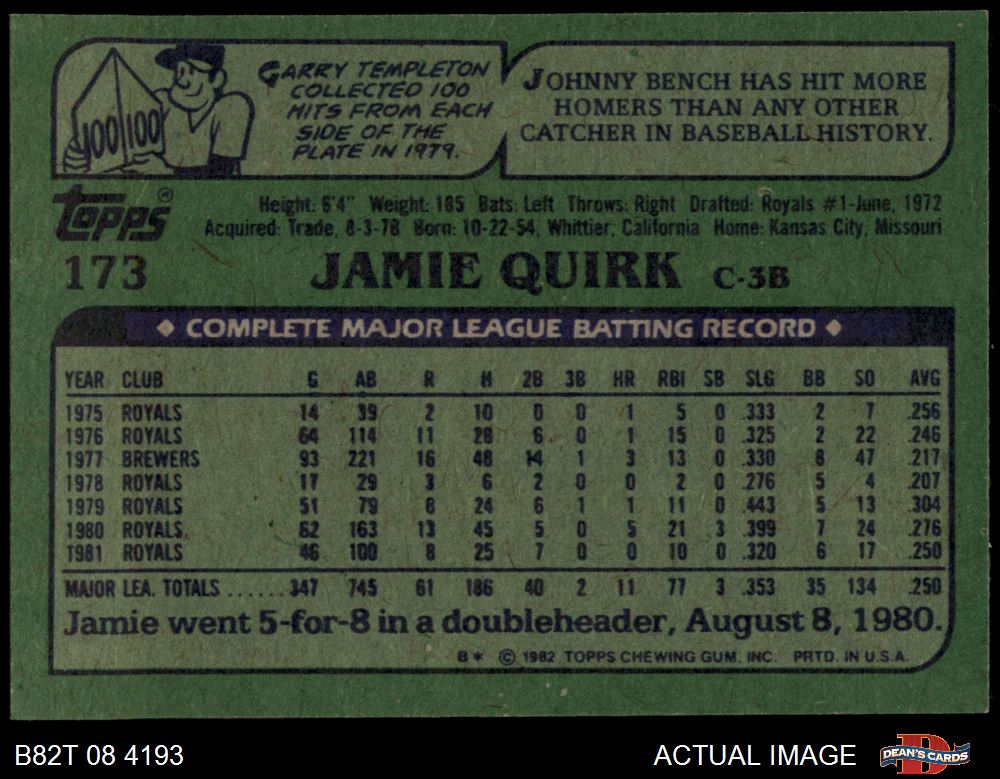 100 100
GARRY TEMPLETON
COLLECTED 100
HITS FROM EACH
SIDE OF THE
PLATE IN 1979.
JOHNNY BENCH HAS HIT MORE
HOMERS THAN ANY OTHER
CATCHER IN BASEBALL HISTORY.
topps®
Height: 6'4" Weight: 185 Bats: Left Throws: Right Drafted: Royals #1-June, 1972
Acquired: Trade, 8-3-78 Born: 10-22-54, Whittier, California Home: Kansas City, Missouri
173 JAMIE QUIRK C-3B
◆ COMPLETE MAJOR LEAGUE BATTING RECORD ◆
YEAR CLUB G AB R H 2B 3B HR RBI SB SLG BB SO AVG
1975 ROYALS 14 39 2 10 0 0 1 5 0 .333 2 7 .256
1976 ROYALS 64 114 11 28 6 0 1 15 0 .325 2 22 .246
1977 BREWERS 93 221 16 48 14 1 3 13 0 .330 8 47 .217
1978 ROYALS 17 29 3 6 2 0 0 2 0 .276 5 4 .207
1979 ROYALS 51 79 8 24 6 1 1 11 0 .443 5 13 .304
1980 ROYALS 62 163 13 45 5 0 5 21 3 .399 7 24 .276
1981 ROYALS 46 100 8 25 7 0 0 10 0 .320 6 17 .250
MAJOR LEA. TOTALS ...... 347 745 61 186 40 2 11 77 3 .353 35 134 .250
Jamie went 5-for-8 in a doubleheader, August 8, 1980.
B* © 1982 TOPPS CHEWING GUM, INC. PRTD. IN U.S.A.
B82T 08 4193
ACTUAL IMAGE
D
DEAN'S CARDS